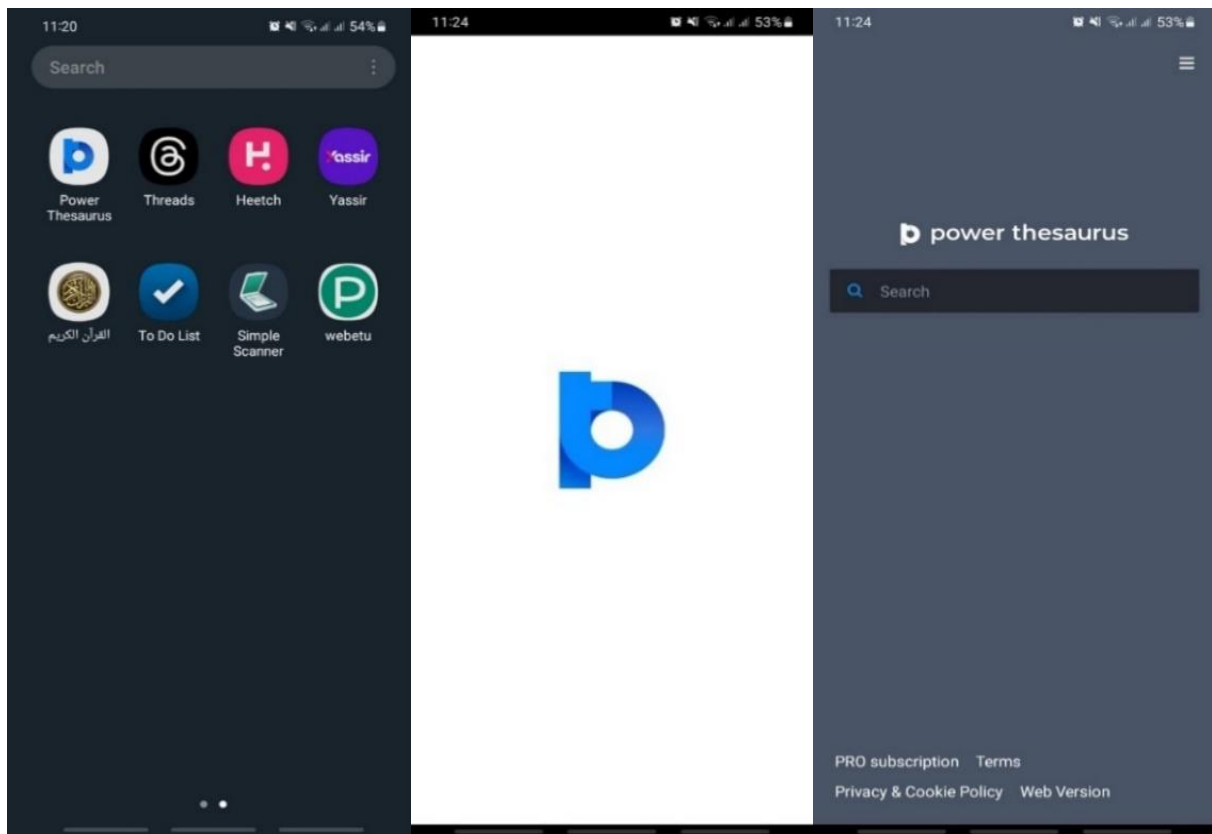 11:20
54%
Search
Power Thesaurus
Threads
Heetch
Yassir
القرآن الكريم
To Do List
Simple Scanner
webetu
11:24
53%
11:24
53%
power thesaurus
Search
PRO subscription Terms
Privacy & Cookie Policy Web Version